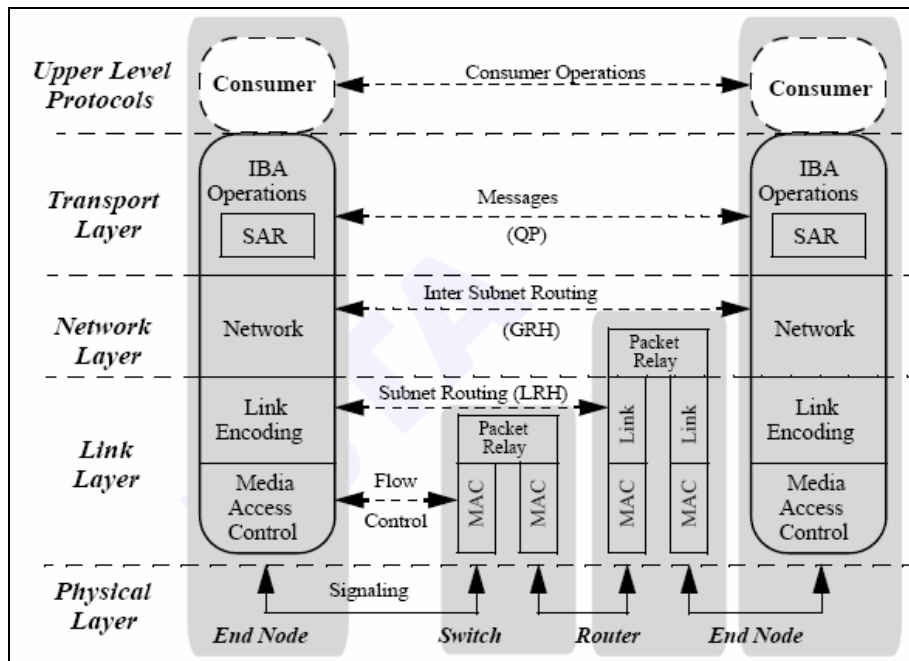 Upper Level
Protocols
Consumer
Consumer Operations
Consumer
Transport
Layer
IBA
Operations
SAR
Messages
(QP)
IBA
Operations
SAR
Network
Layer
Network
Inter Subnet Routing
(GRH)
Packet
Relay
Network
Link
Layer
Link
Encoding
Subnet Routing (LRH)
Packet
Relay
Link
Link
Link
Encoding
Media
Access
Control
Flow
Control
MAC
MAC
MAC
MAC
Media
Access
Control
Physical
Layer
Signaling
End Node
Switch
Router
End Node